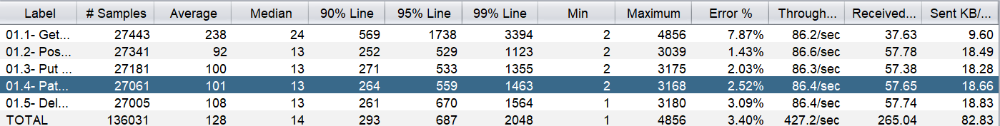 Label # Samples Average Median 90% Line 95% Line 99% Line Min Maximum Error % Through... Received... Sent KB/...
01.1- Get... 27443 238 24 569 1738 3394 2 4856 7.87% 86.2/sec 37.63 9.60
01.2- Pos... 27341 92 13 252 529 1123 2 3039 1.43% 86.6/sec 57.78 18.49
01.3- Put ... 27181 100 13 271 533 1355 2 3175 2.03% 86.3/sec 57.38 18.28
01.4- Pat... 27061 101 13 264 559 1463 2 3168 2.52% 86.4/sec 57.65 18.66
01.5- Del... 27005 108 13 261 670 1564 1 3180 3.09% 86.4/sec 57.74 18.83
TOTAL 136031 128 14 293 687 2048 1 4856 3.40% 427.2/sec 265.04 82.83